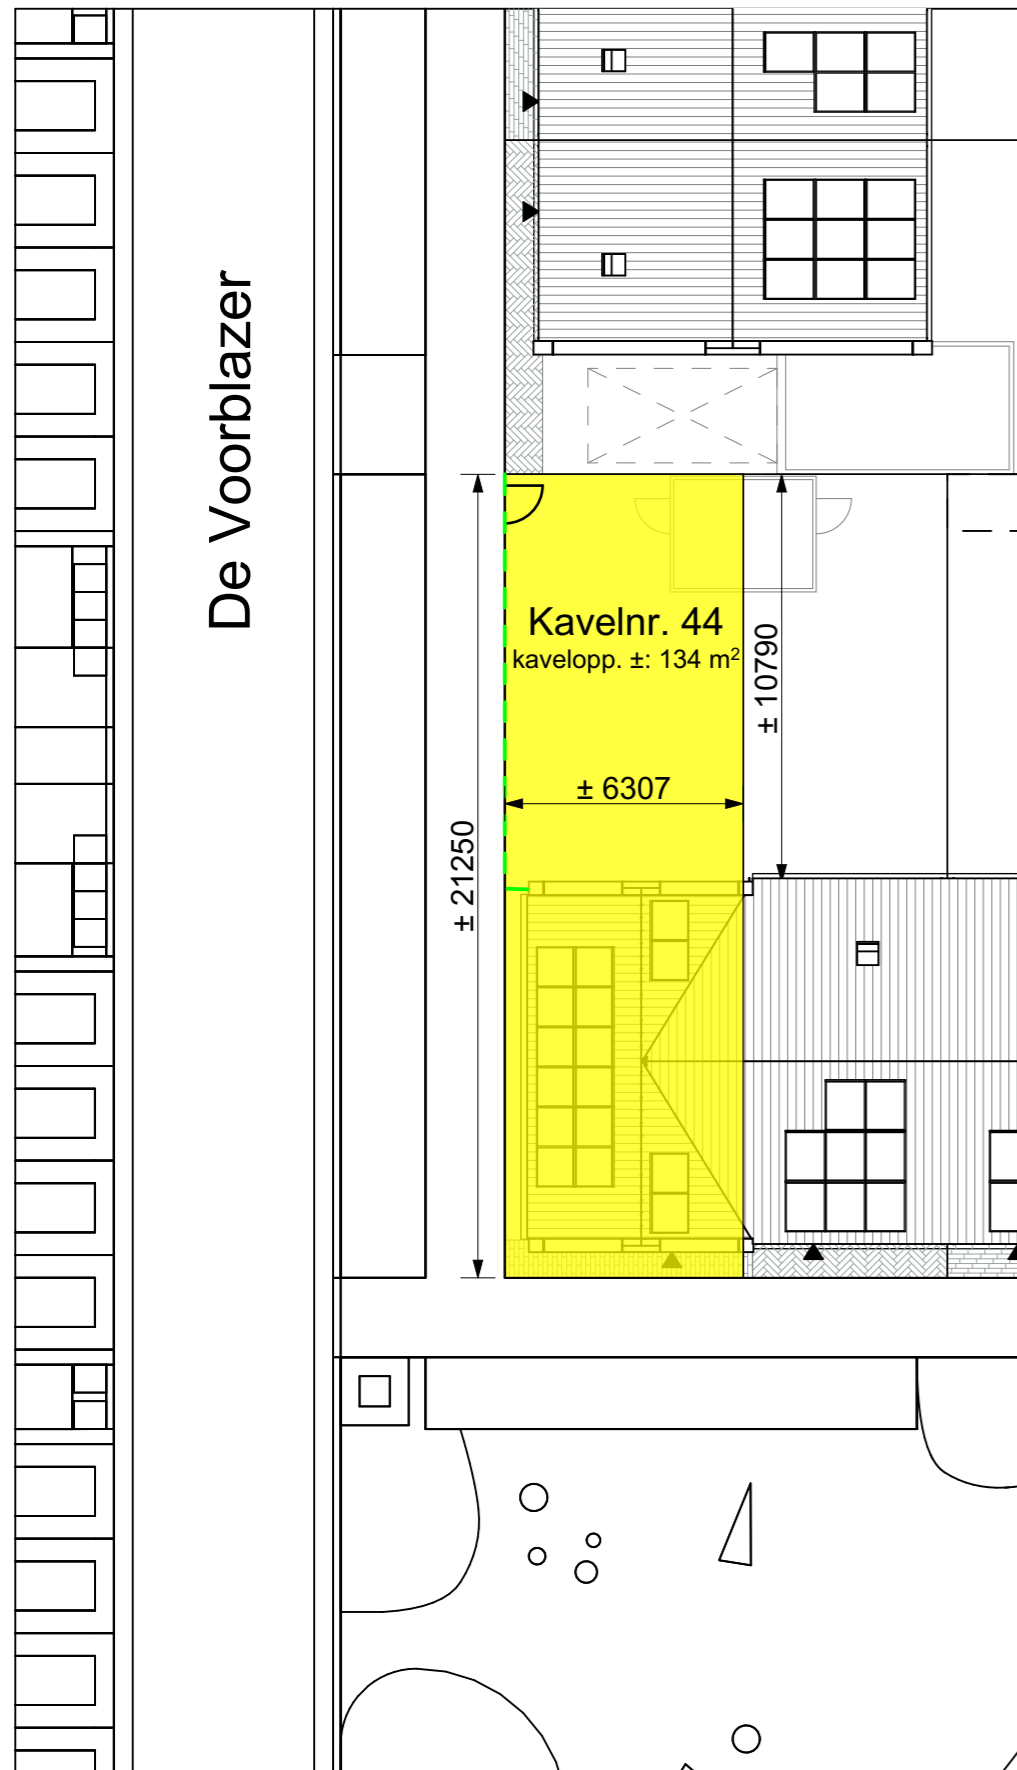 De Voorblazer
Kavelnr. 44
kavelopp. ±: 134 m²
± 10790
± 6307
± 21250